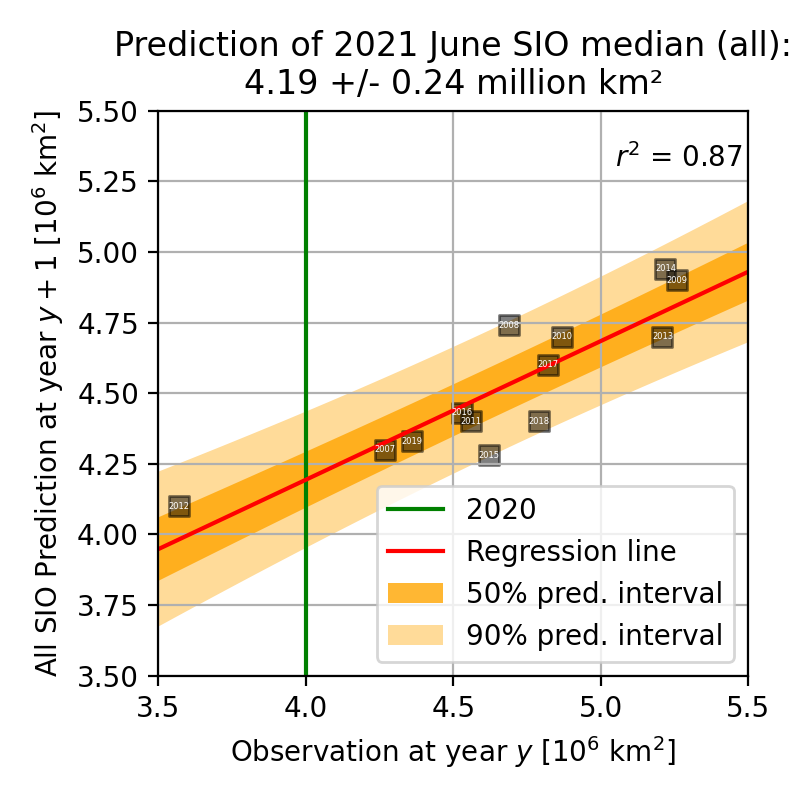 Prediction of 2021 June SIO median (all):
4.19 +/- 0.24 million km²
All SIO Prediction at year y + 1 [10⁶ km²]
5.50
5.25
5.00
4.75
4.50
4.25
4.00
3.75
3.50
r² = 0.87
2014
2009
2008
2010
2013
2017
2016
2011
2018
2019
2007
2015
2012
2020
Regression line
50% pred. interval
90% pred. interval
3.5 4.0 4.5 5.0 5.5
Observation at year y [10⁶ km²]